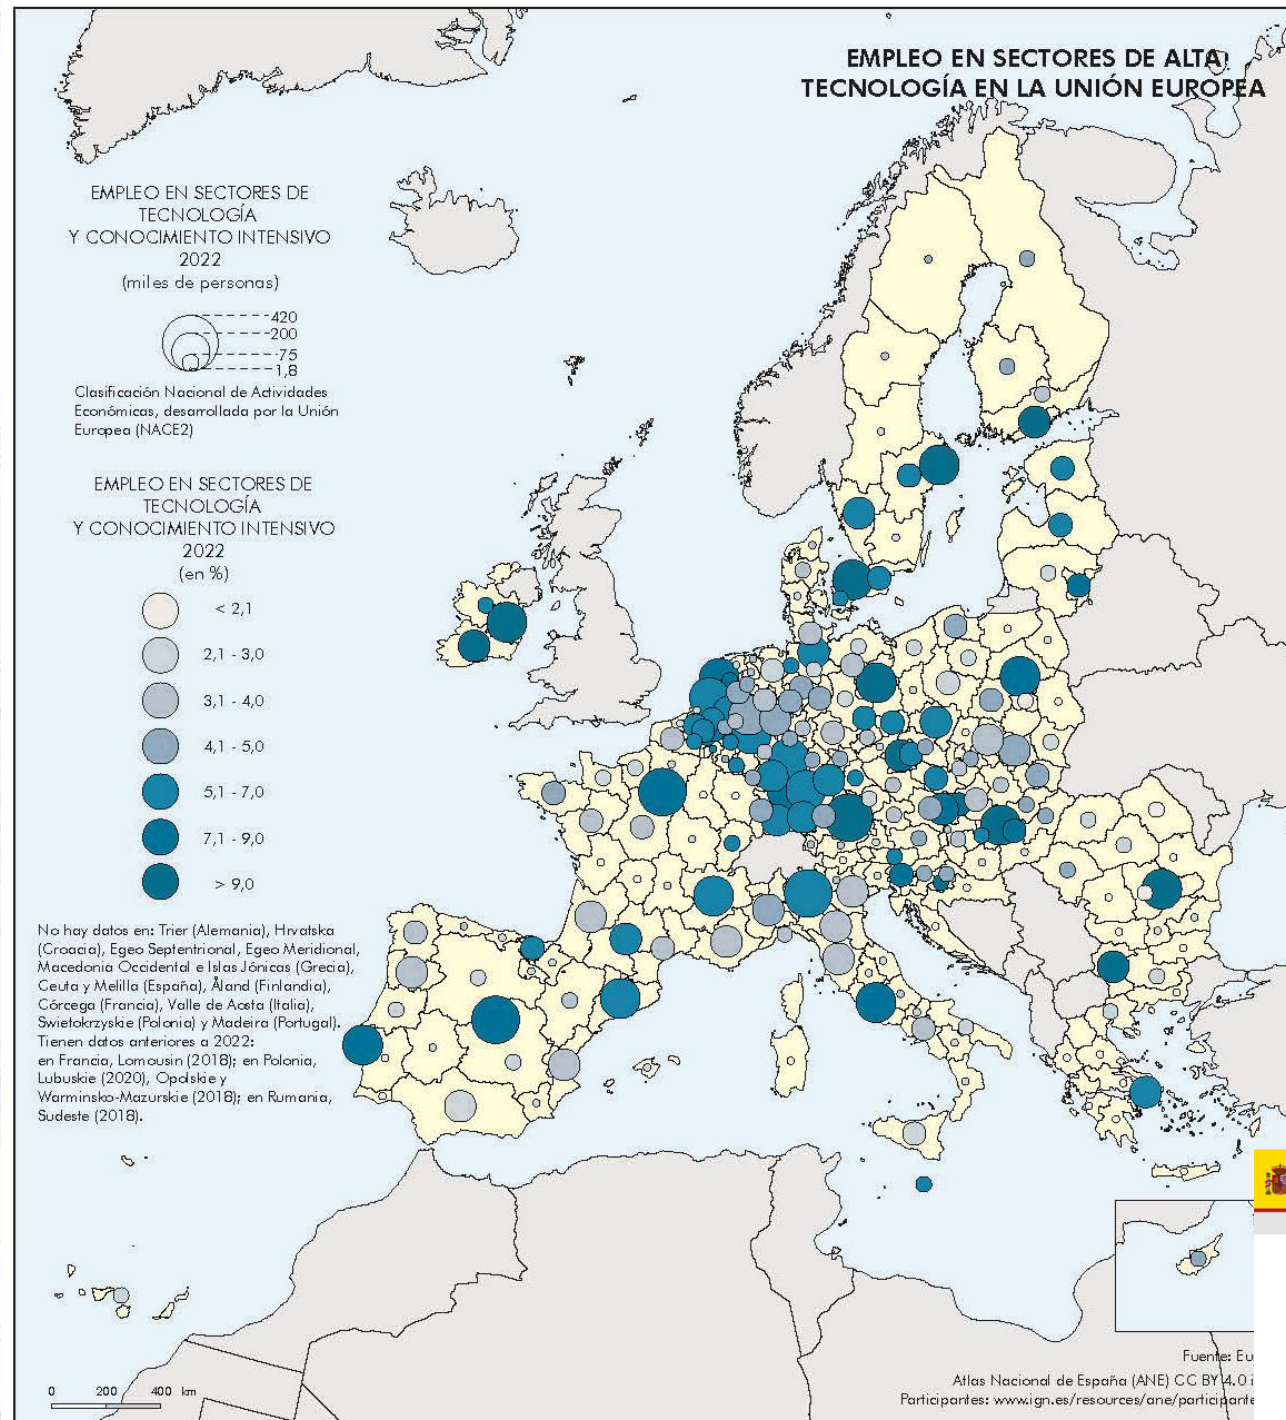 EMPLEO EN SECTORES DE ALTA
TECNOLOGÍA EN LA UNIÓN EUROPEA
EMPLEO EN SECTORES DE
TECNOLOGÍA
Y CONOCIMIENTO INTENSIVO
2022
(miles de personas)
420
200
75
1,8
Clasificación Nacional de Actividades
Económicas, desarrollada por la Unión
Europea (NACE2)
EMPLEO EN SECTORES DE
TECNOLOGÍA
Y CONOCIMIENTO INTENSIVO
2022
(en %)
< 2,1
2,1 - 3,0
3,1 - 4,0
4,1 - 5,0
5,1 - 7,0
7,1 - 9,0
> 9,0
No hay datos en: Trier (Alemania), Hrvatska
(Croacia), Egeo Septentrional, Egeo Meridional,
Macedonia Occidental e Islas Jónicas (Grecia),
Ceuta y Melilla (España), Åland (Finlandia),
Córcega (Francia), Valle de Aosta (Italia),
Swietokrzyskie (Polonia) y Madeira (Portugal).
Tienen datos anteriores a 2022:
en Francia, Lomousin (2018); en Polonia,
Lubuskie (2020), Opolskie y
Warminsko-Mazurskie (2018); en Rumania,
Sudeste (2018).
0 200 400 km
Fuente: Eu
Atlas Nacional de España (ANE) CC BY 4.0 i
Participantes: www.ign.es/resources/ane/participante